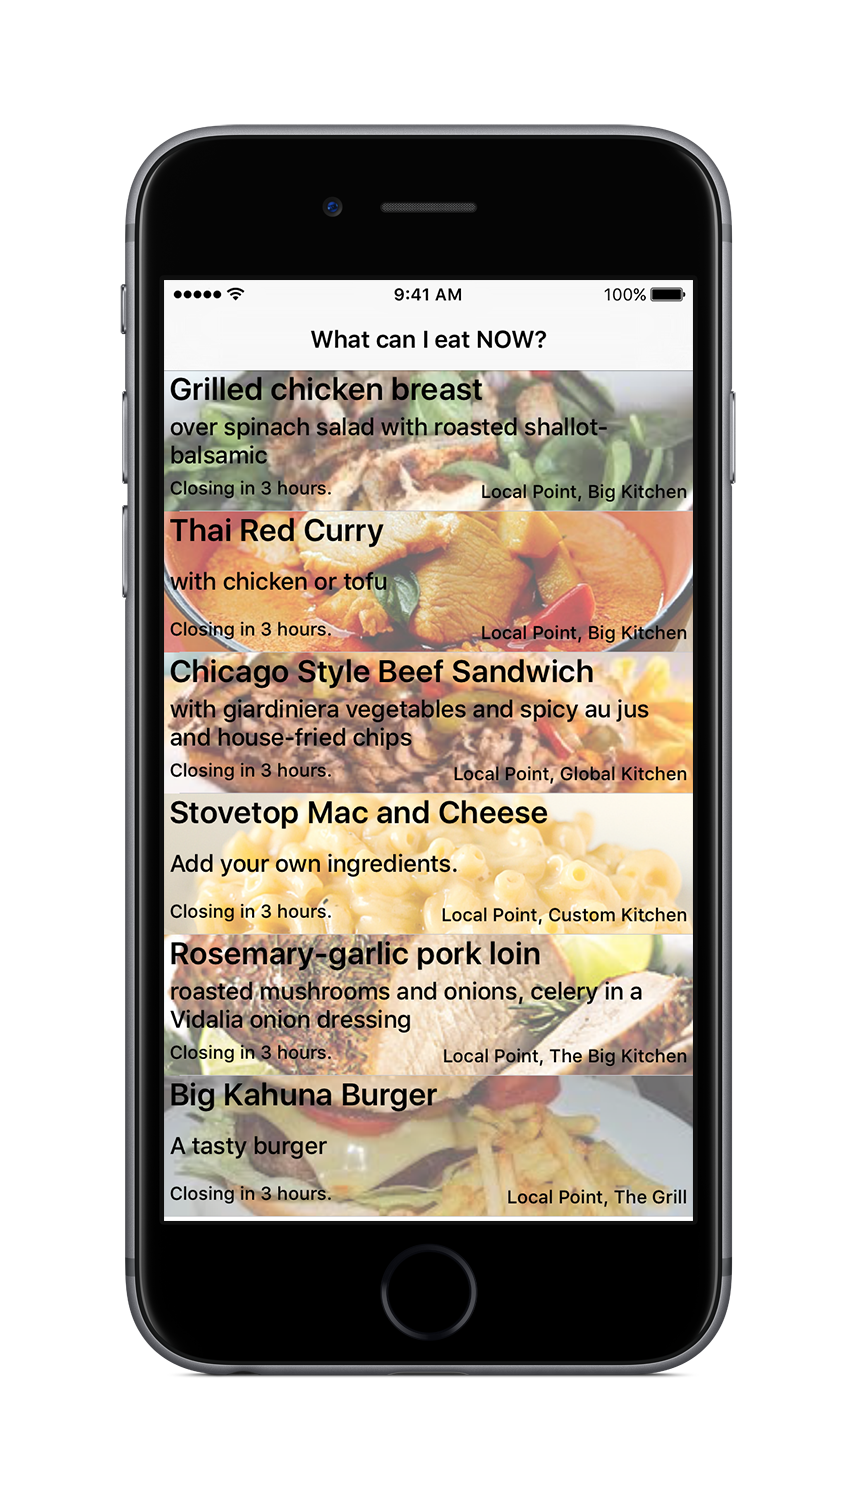 9:41 AM
100%
What can I eat NOW?
Grilled chicken breast
over spinach salad with roasted shallot-
balsamic
Closing in 3 hours.
Local Point, Big Kitchen
Thai Red Curry
with chicken or tofu
Closing in 3 hours.
Local Point, Big Kitchen
Chicago Style Beef Sandwich
with giardiniera vegetables and spicy au jus
and house-fried chips
Closing in 3 hours.
Local Point, Global Kitchen
Stovetop Mac and Cheese
Add your own ingredients.
Closing in 3 hours.
Local Point, Custom Kitchen
Rosemary-garlic pork loin
roasted mushrooms and onions, celery in a
Vidalia onion dressing
Closing in 3 hours.
Local Point, The Big Kitchen
Big Kahuna Burger
A tasty burger
Closing in 3 hours.
Local Point, The Grill